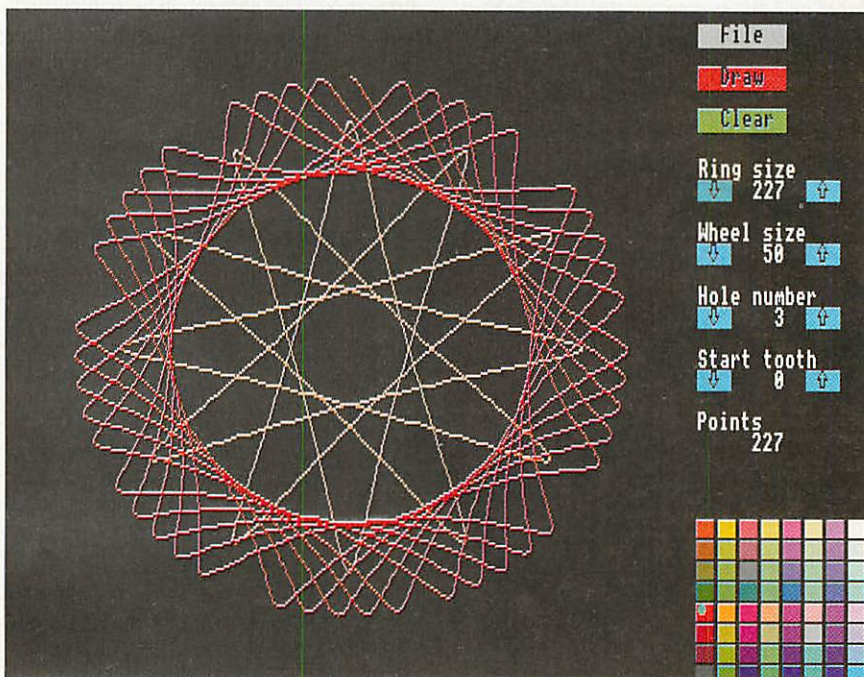 File
Draw
Clear
Ring size
227
Wheel size
50
Hole number
3
Start tooth
0
Points
227